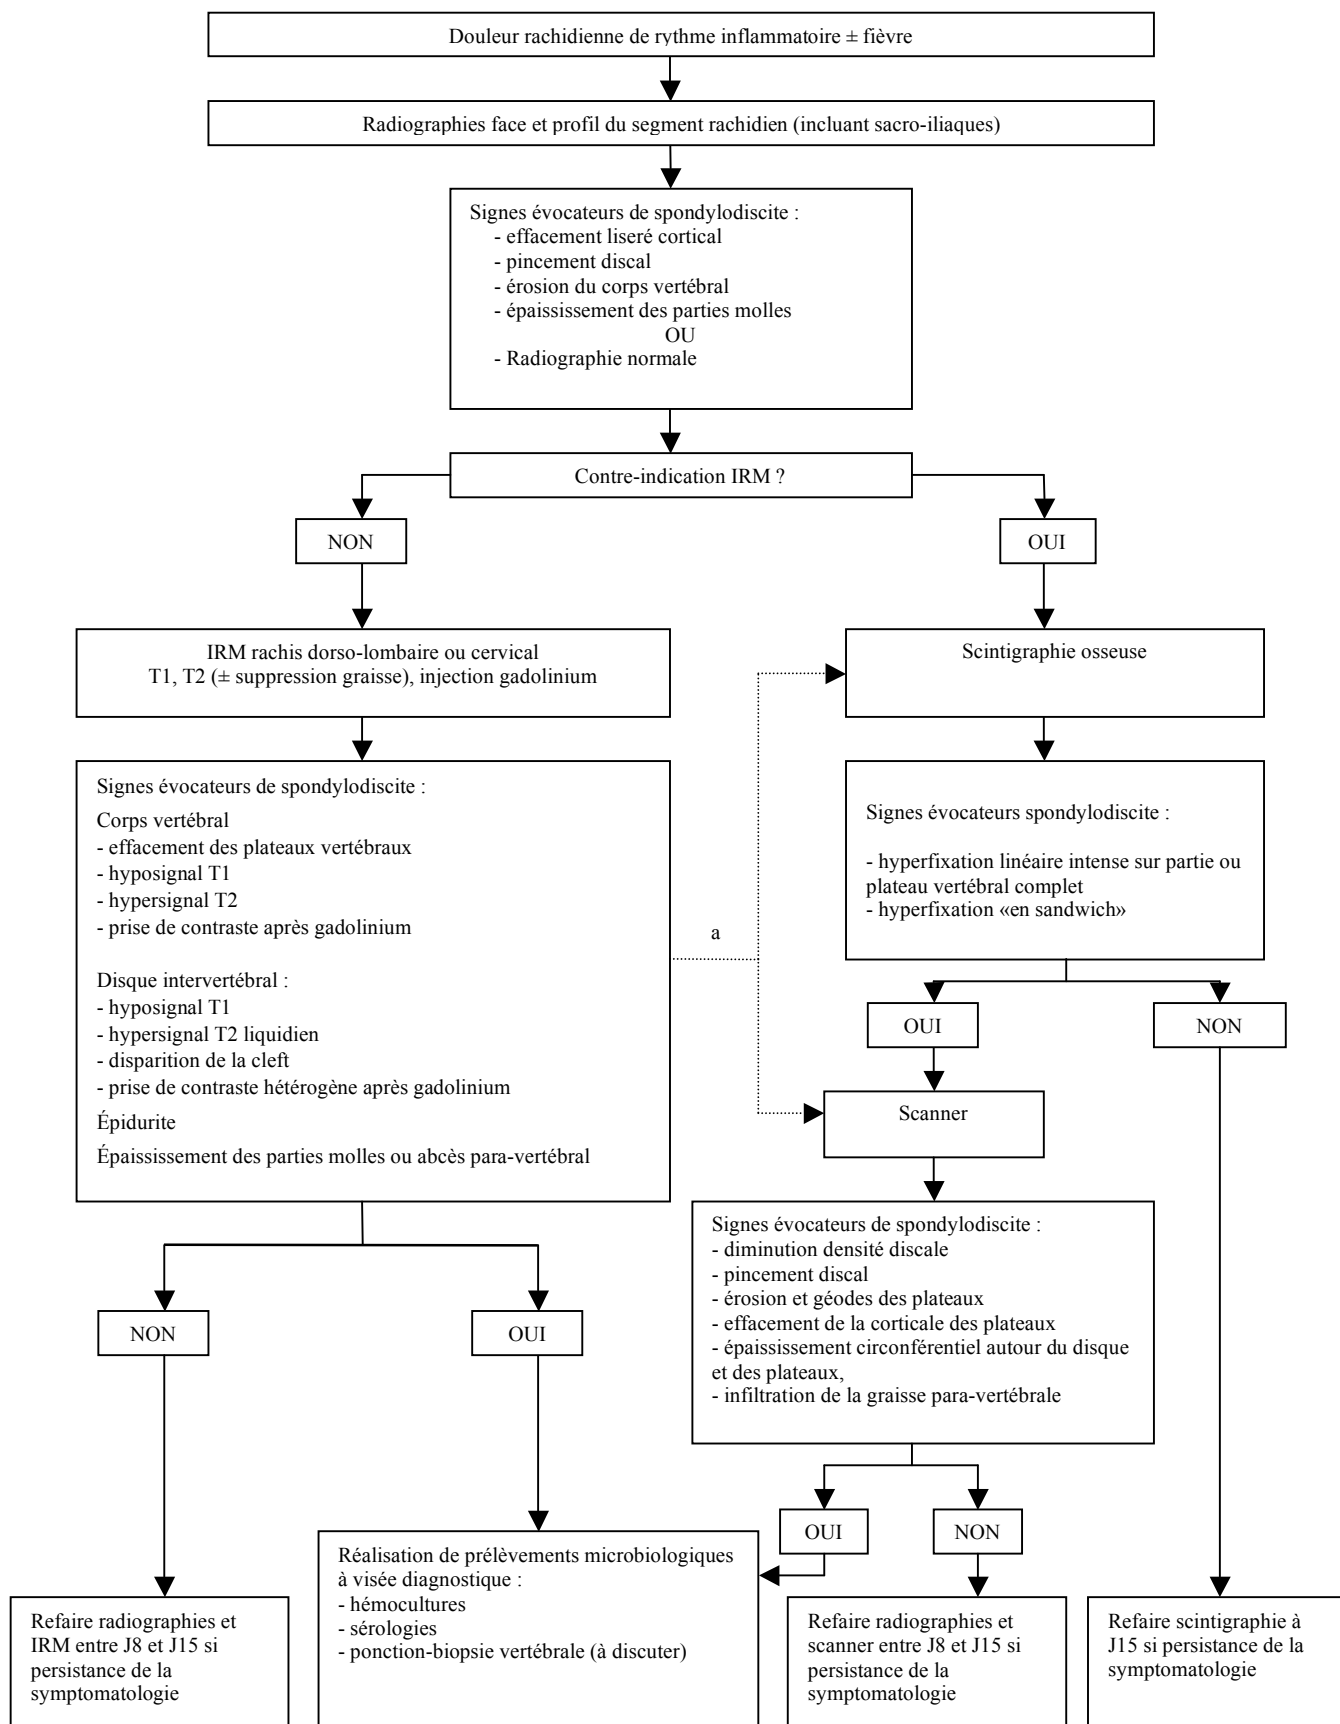 Douleur rachidienne de rythme inflammatoire ± fièvre
Radiographies face et profil du segment rachidien (incluant sacro-iliaques)
Signes évocateurs de spondylodiscite :
- effacement liseré cortical
- pincement discal
- érosion du corps vertébral
- épaississement des parties molles
OU
- Radiographie normale
Contre-indication IRM ?
NON
OUI
IRM rachis dorso-lombaire ou cervical
T1, T2 (± suppression graisse), injection gadolinium
Scintigraphie osseuse
Signes évocateurs de spondylodiscite :
Corps vertébral
- effacement des plateaux vertébraux
- hyposignal T1
- hypersignal T2
- prise de contraste après gadolinium
Disque intervertébral :
- hyposignal T1
- hypersignal T2 liquidien
- disparition de la cleft
- prise de contraste hétérogène après gadolinium
Épidurite
Épaississement des parties molles ou abcès para-vertébral
a
Signes évocateurs spondylodiscite :
- hyperfixation linéaire intense sur partie ou
plateau vertébral complet
- hyperfixation «en sandwich»
OUI
NON
Scanner
Signes évocateurs de spondylodiscite :
- diminution densité discale
- pincement discal
- érosion et géodes des plateaux
- effacement de la corticale des plateaux
- épaississement circonférentiel autour du disque
et des plateaux,
- infiltration de la graisse para-vertébrale
NON
OUI
OUI
NON
Refaire radiographies et
IRM entre J8 et J15 si
persistance de la
symptomatologie
Réalisation de prélèvements microbiologiques
à visée diagnostique :
- hémocultures
- sérologies
- ponction-biopsie vertébrale (à discuter)
Refaire radiographies et
scanner entre J8 et J15 si
persistance de la
symptomatologie
Refaire scintigraphie à
J15 si persistance de la
symptomatologie